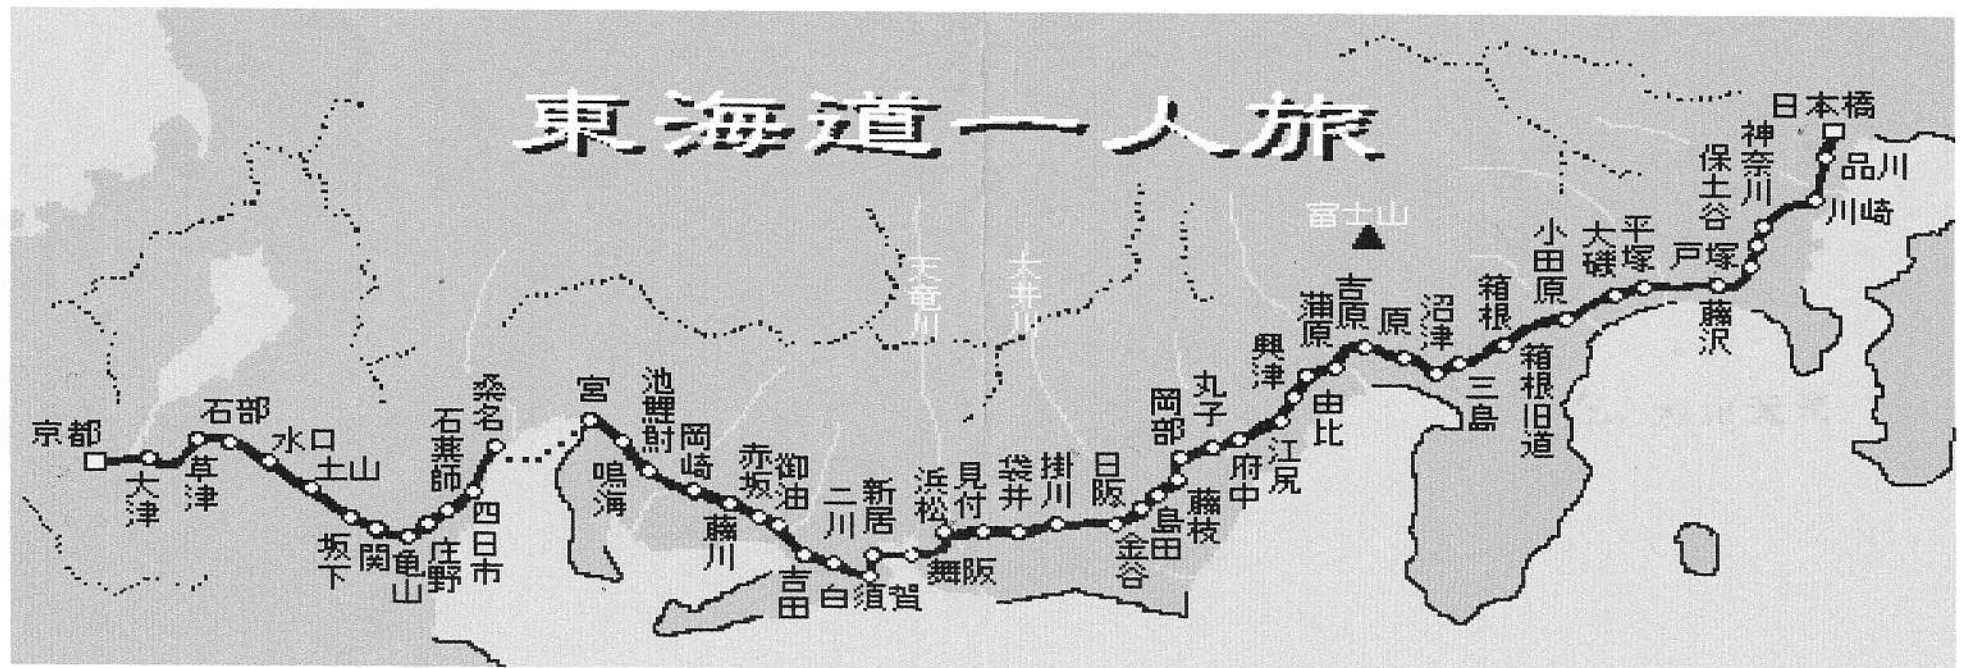 東海道一人旅
日本橋
品川
川崎
神奈川
保土谷
戸塚
藤沢
平塚
大磯
小田原
箱根
箱根旧道
三島
沼津
原
吉原
富士山
蒲原
由比
興津
江尻
府中
丸子
岡部
藤枝
島田
大井川
金谷
日阪
掛川
袋井
見付
天竜川
浜松
舞阪
新居
白須賀
二川
吉田
御油
赤坂
藤川
岡崎
池鯉鮒
鳴海
宮
桑名
四日市
石薬師
庄野
亀山
関
坂下
土山
水口
石部
草津
大津
京都